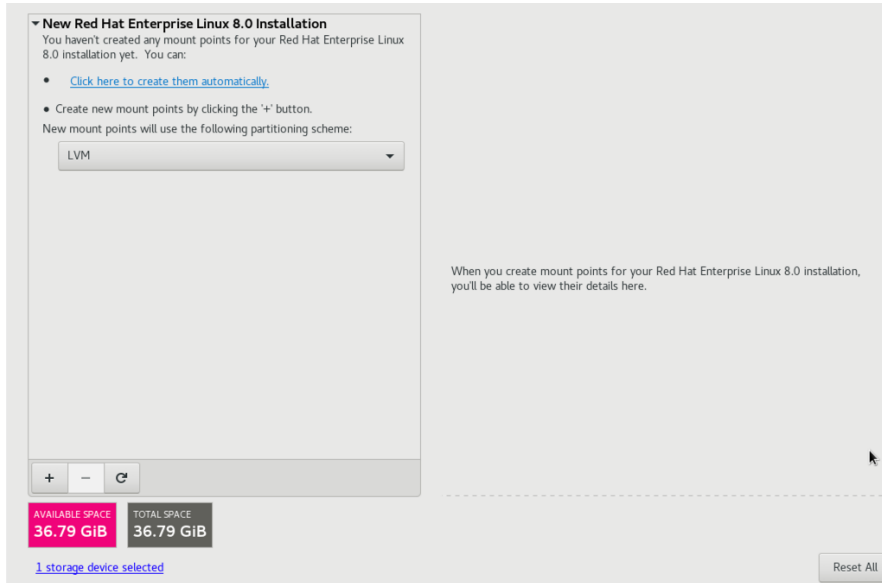 New Red Hat Enterprise Linux 8.0 Installation
You haven't created any mount points for your Red Hat Enterprise Linux
8.0 installation yet. You can:
• Click here to create them automatically.
• Create new mount points by clicking the '+' button.
New mount points will use the following partitioning scheme:
LVM
When you create mount points for your Red Hat Enterprise Linux 8.0 installation,
you'll be able to view their details here.
+ −
AVAILABLE SPACE
36.79 GiB
TOTAL SPACE
36.79 GiB
1 storage device selected
Reset All